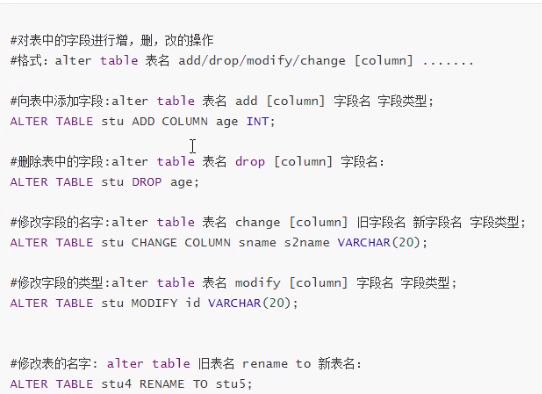 #对表中的字段进行增，删，改的操作
#格式：alter table 表名 add/drop/modify/change [column] .......
#向表中添加字段:alter table 表名 add [column] 字段名 字段类型;
ALTER TABLE stu ADD COLUMN age INT;
#删除表中的字段:alter table 表名 drop [column] 字段名:
ALTER TABLE stu DROP age;
#修改字段的名字:alter table 表名 change [column] 旧字段名 新字段名 字段类型;
ALTER TABLE stu CHANGE COLUMN sname s2name VARCHAR(20);
#修改字段的类型:alter table 表名 modify [column] 字段名 字段类型;
ALTER TABLE stu MODIFY id VARCHAR(20);
#修改表的名字: alter table 旧表名 rename to 新表名:
ALTER TABLE stu4 RENAME TO stu5;